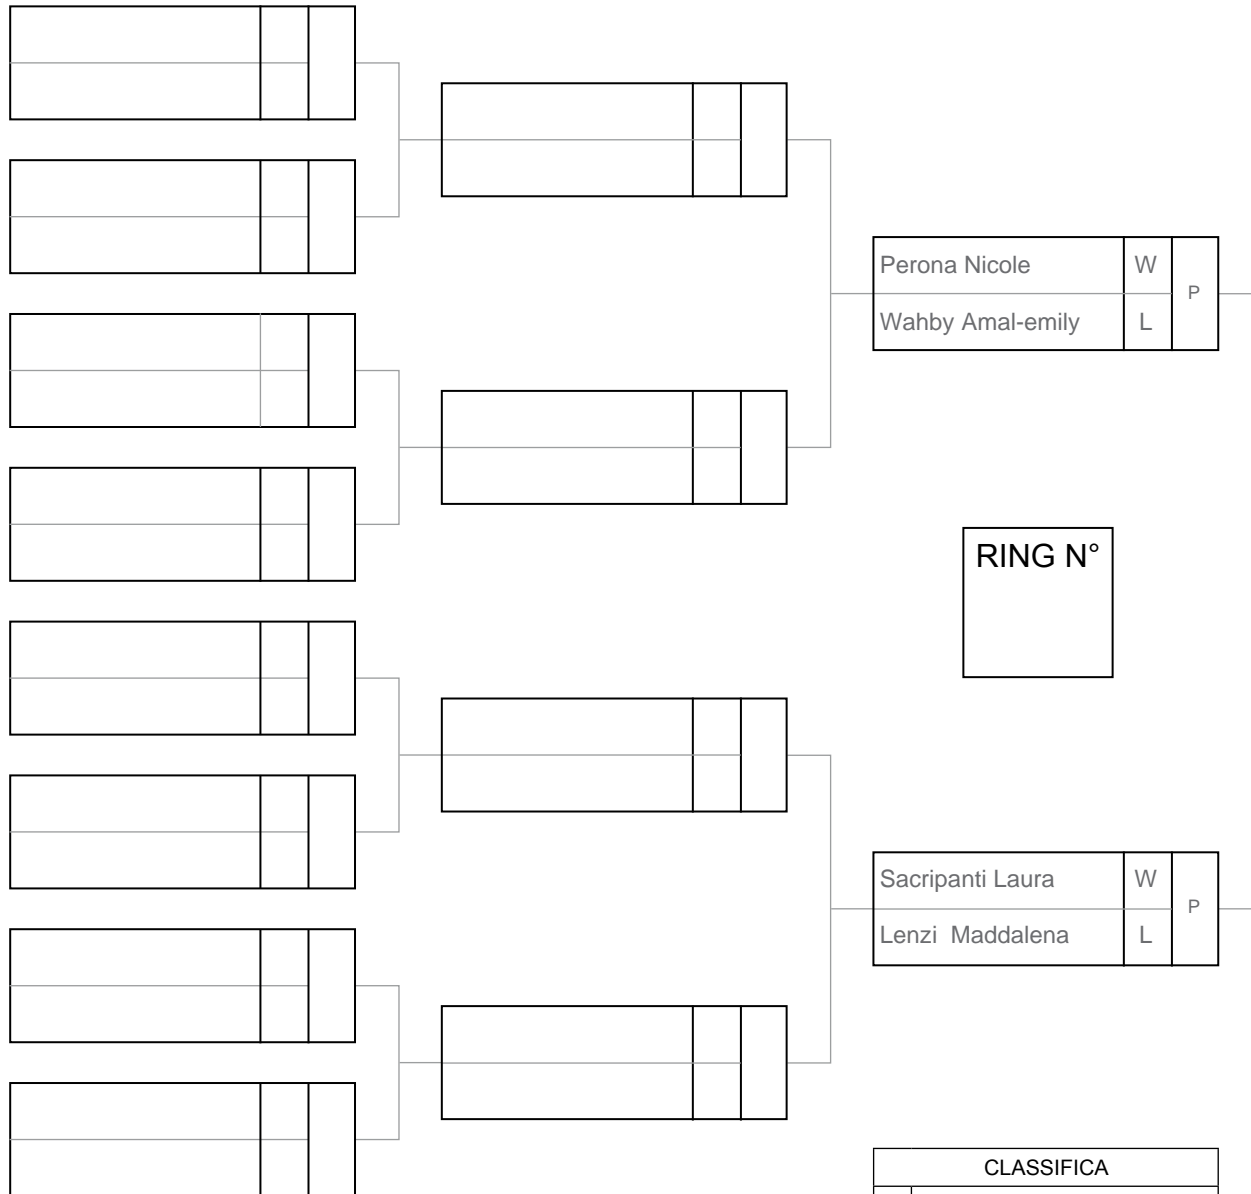 Perona Nicole W
P
Wahby Amal-emily L
RING N°
Sacripanti Laura W
P
Lenzi Maddalena L
CLASSIFICA